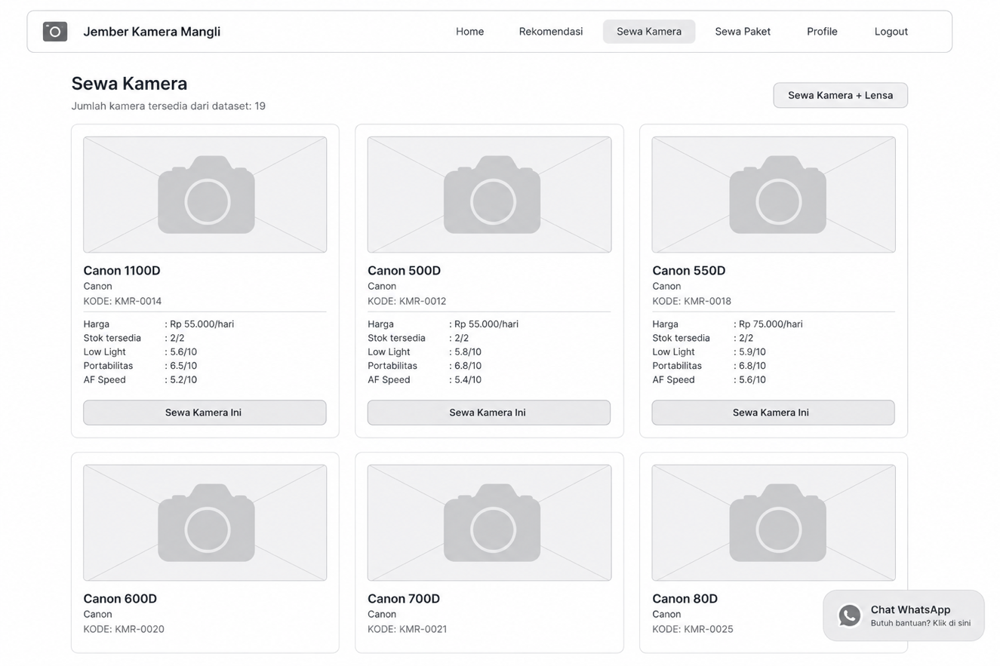 Jember Kamera Mangli
Home Rekomendasi Sewa Kamera Sewa Paket Profile Logout
Sewa Kamera
Jumlah kamera tersedia dari dataset: 19
Sewa Kamera + Lensa
Canon 1100D
Canon
KODE: KMR-0014
Harga : Rp 55.000/hari
Stok tersedia : 2/2
Low Light : 5.6/10
Portabilitas : 6.5/10
AF Speed : 5.2/10
Sewa Kamera Ini
Canon 500D
Canon
KODE: KMR-0012
Harga : Rp 55.000/hari
Stok tersedia : 2/2
Low Light : 5.8/10
Portabilitas : 6.8/10
AF Speed : 5.4/10
Sewa Kamera Ini
Canon 550D
Canon
KODE: KMR-0018
Harga : Rp 75.000/hari
Stok tersedia : 2/2
Low Light : 5.9/10
Portabilitas : 6.8/10
AF Speed : 5.6/10
Sewa Kamera Ini
Canon 600D
Canon
KODE: KMR-0020
Canon 700D
Canon
KODE: KMR-0021
Canon 80D
Canon
KODE: KMR-0025
Chat WhatsApp
Butuh bantuan? Klik di sini